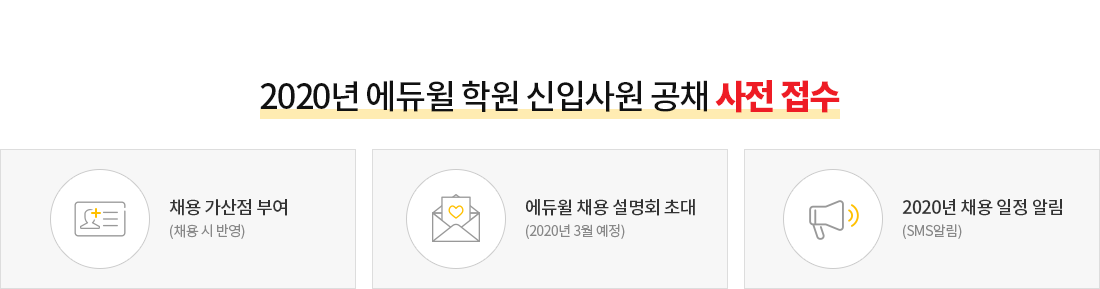 2020년 에듀윌 학원 신입사원 공채 사전 접수
채용 가산점 부여
(채용 시 반영)
에듀윌 채용 설명회 초대
(2020년 3월 예정)
2020년 채용 일정 알림
(SMS알림)